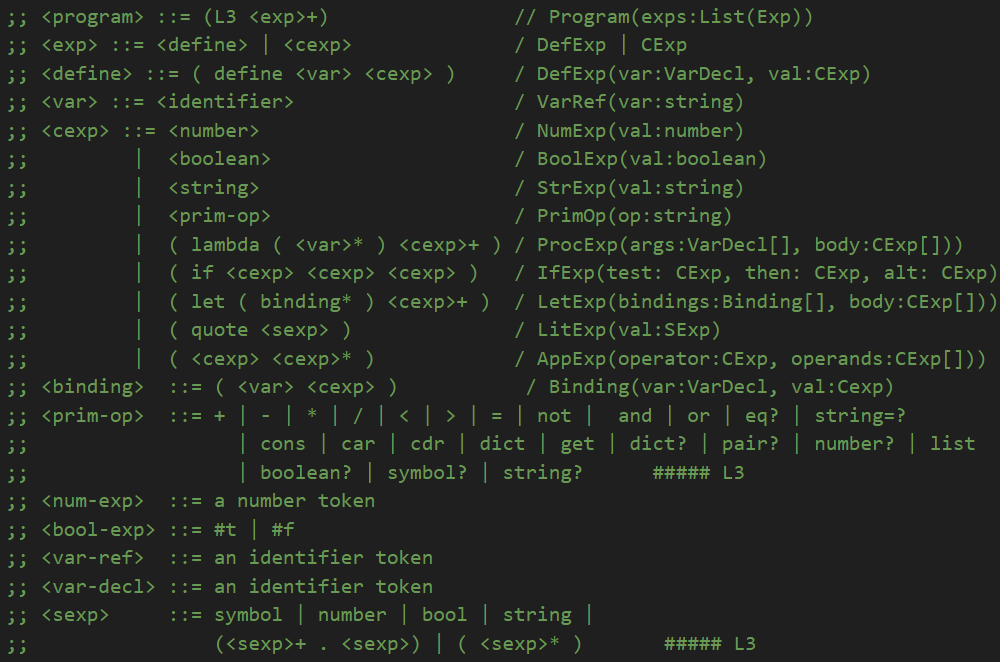 ;; <program> ::= (L3 <exp>+) // Program(exps:List(Exp))
;; <exp> ::= <define> | <cexp> / DefExp | CExp
;; <define> ::= ( define <var> <cexp> ) / DefExp(var:VarDecl, val:CExp)
;; <var> ::= <identifier> / VarRef(var:string)
;; <cexp> ::= <number> / NumExp(val:number)
;; | <boolean> / BoolExp(val:boolean)
;; | <string> / StrExp(val:string)
;; | <prim-op> / PrimOp(op:string)
;; | ( lambda ( <var>* ) <cexp>+ ) / ProcExp(args:VarDecl[], body:CExp[]))
;; | ( if <cexp> <cexp> <cexp> ) / IfExp(test: CExp, then: CExp, alt: CExp)
;; | ( let ( binding* ) <cexp>+ ) / LetExp(bindings:Binding[], body:CExp[]))
;; | ( quote <sexp> ) / LitExp(val:SExp)
;; | ( <cexp> <cexp>* ) / AppExp(operator:CExp, operands:CExp[]))
;; <binding> ::= ( <var> <cexp> ) / Binding(var:VarDecl, val:Cexp)
;; <prim-op> ::= + | - | * | / | < | > | = | not | and | or | eq? | string=?
;; | cons | car | cdr | dict | get | dict? | pair? | number? | list
;; | boolean? | symbol? | string? ##### L3
;; <num-exp> ::= a number token
;; <bool-exp> ::= #t | #f
;; <var-ref> ::= an identifier token
;; <var-decl> ::= an identifier token
;; <sexp> ::= symbol | number | bool | string |
;; (<sexp>+ . <sexp>) | ( <sexp>* ) ##### L3